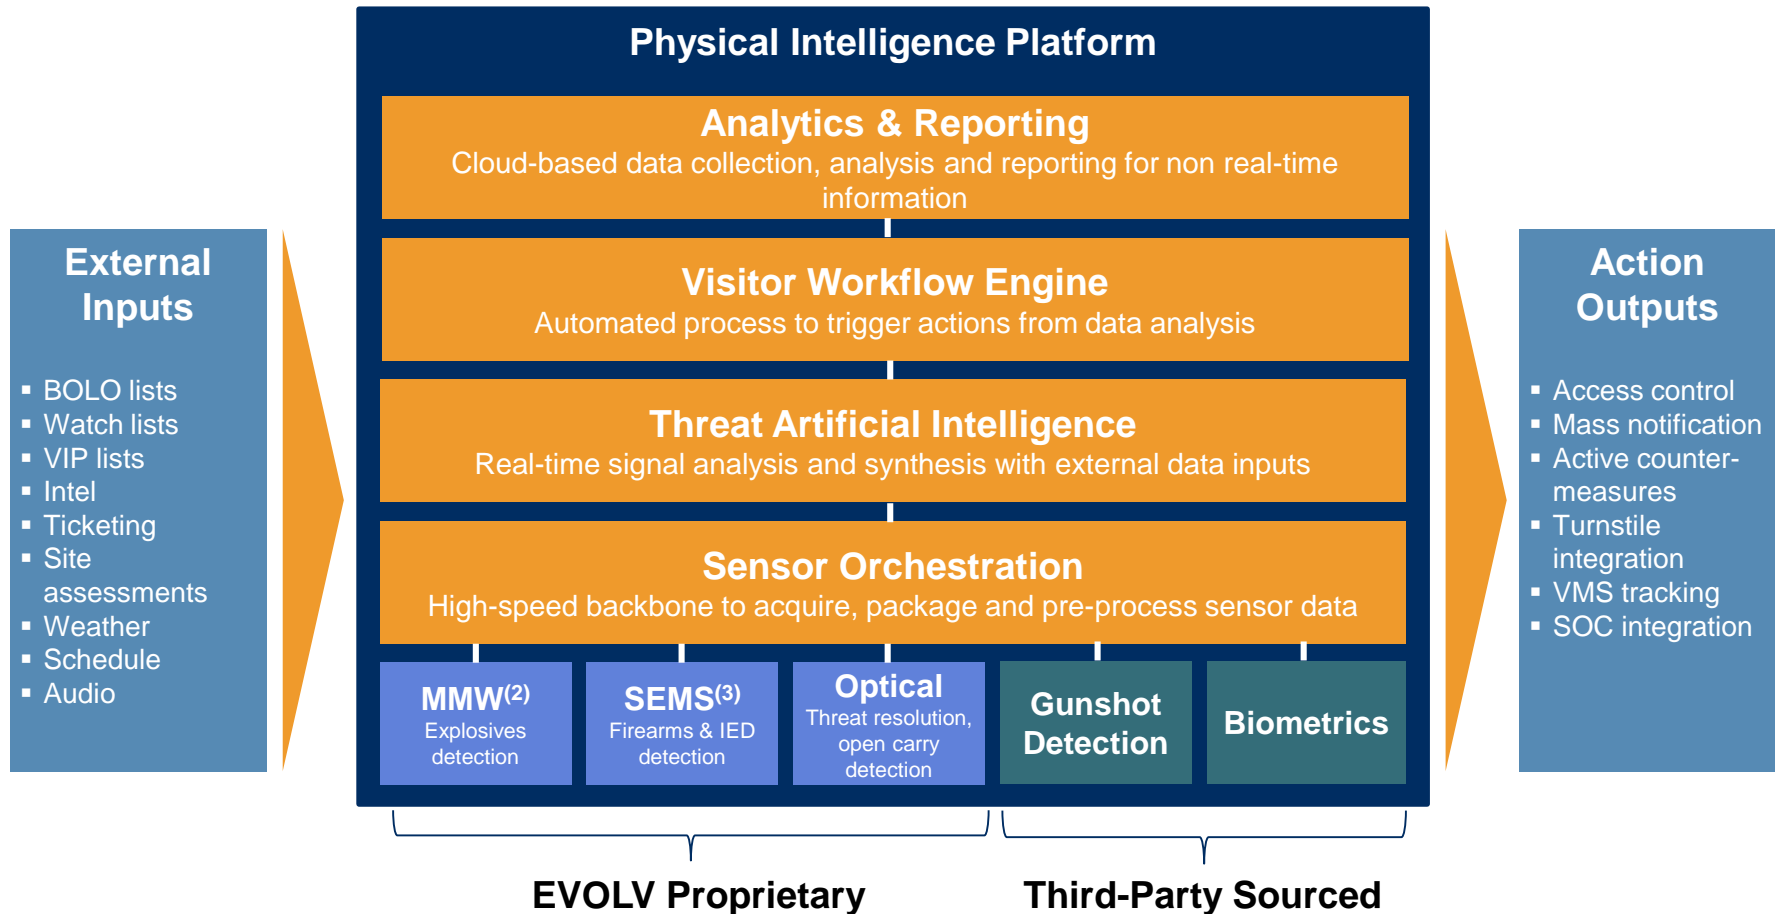 Physical Intelligence Platform
Analytics & Reporting
Cloud-based data collection, analysis and reporting for non real-time
information
Visitor Workflow Engine
Automated process to trigger actions from data analysis
Threat Artificial Intelligence
Real-time signal analysis and synthesis with external data inputs
Sensor Orchestration
High-speed backbone to acquire, package and pre-process sensor data
External
Inputs
▪ BOLO lists
▪ Watch lists
▪ VIP lists
▪ Intel
▪ Ticketing
▪ Site
assessments
▪ Weather
▪ Schedule
▪ Audio
MMW(2)
Explosives
detection
SEMS(3)
Firearms & IED
detection
Optical
Threat resolution,
open carry
detection
Gunshot
Detection
Biometrics
Action
Outputs
▪ Access control
▪ Mass notification
▪ Active counter-
measures
▪ Turnstile
integration
▪ VMS tracking
▪ SOC integration
EVOLV Proprietary
Third-Party Sourced